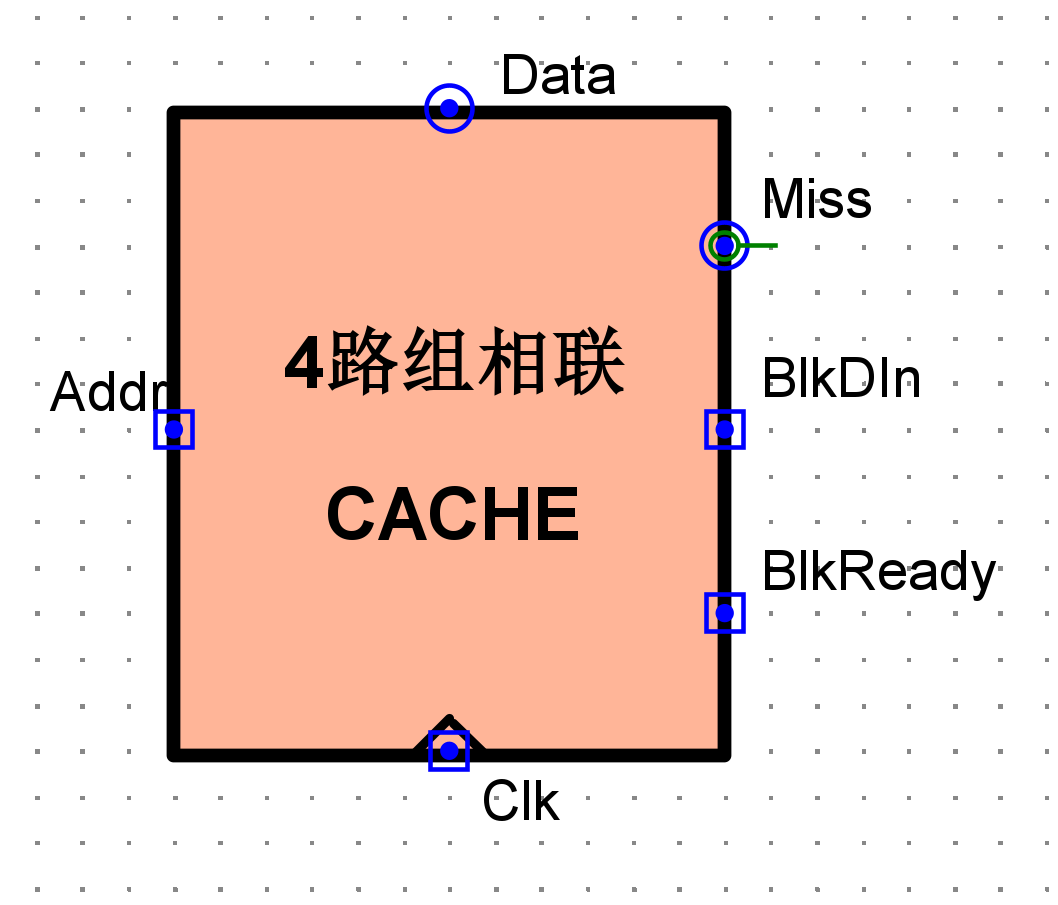 Data
Miss
4路组相联
BlkDIn
Addr
CACHE
BlkReady
Clk